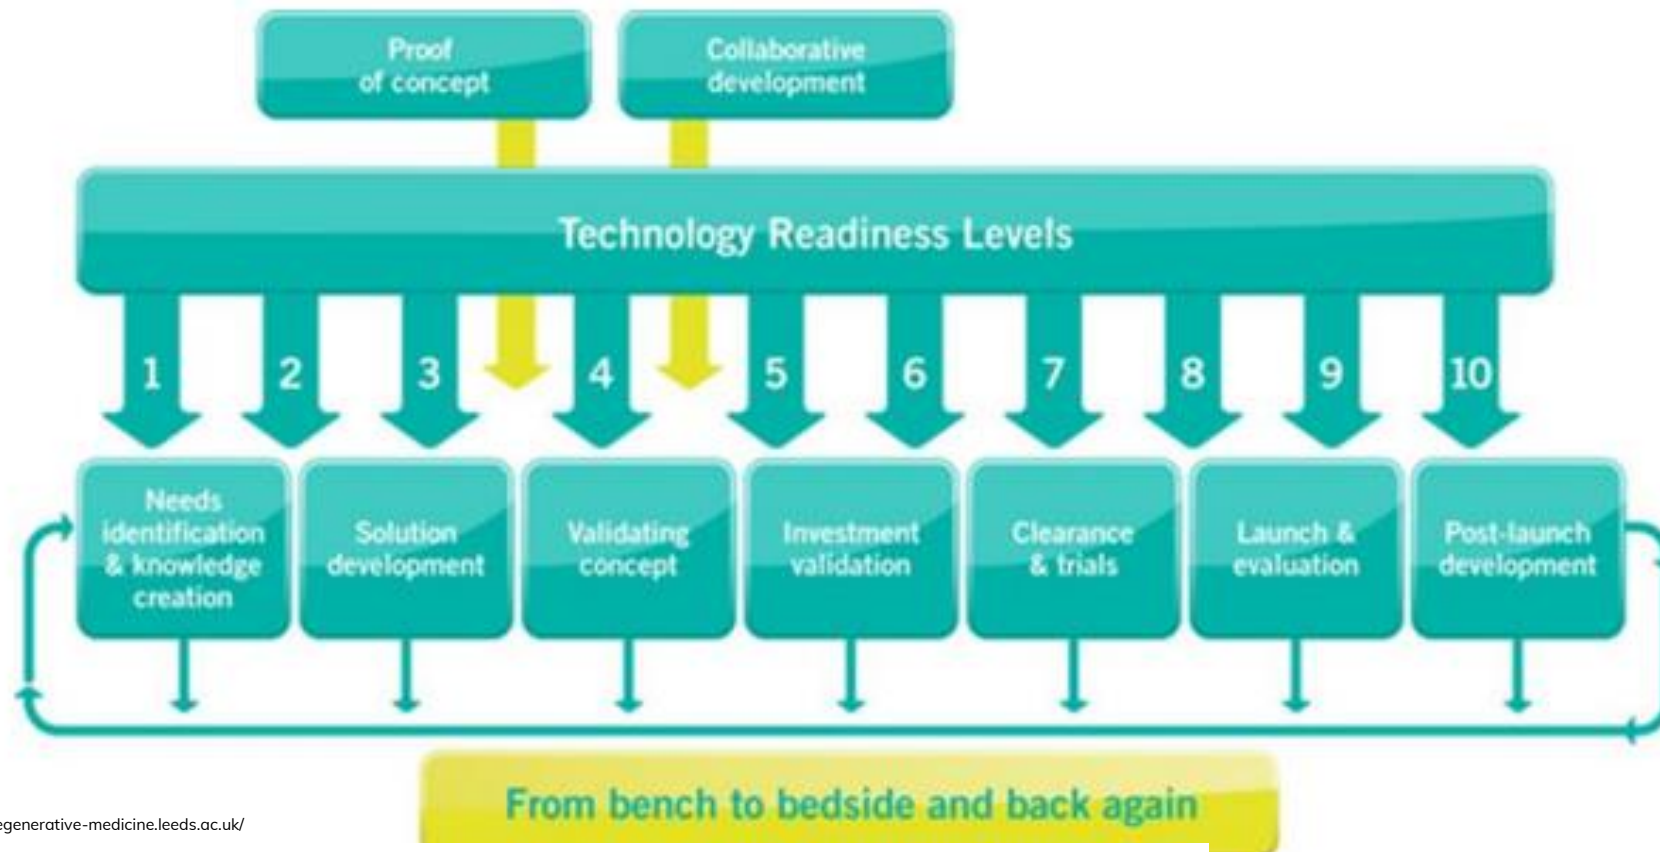 Proof
of concept
Collaborative
development
Technology Readiness Levels
1
2
3
4
5
6
7
8
9
10
Needs
identification
& knowledge
creation
Solution
development
Validating
concept
Investment
validation
Clearance
& trials
Launch &
evaluation
Post-launch
development
From bench to bedside and back again
egenerative-medicine.leeds.ac.uk/